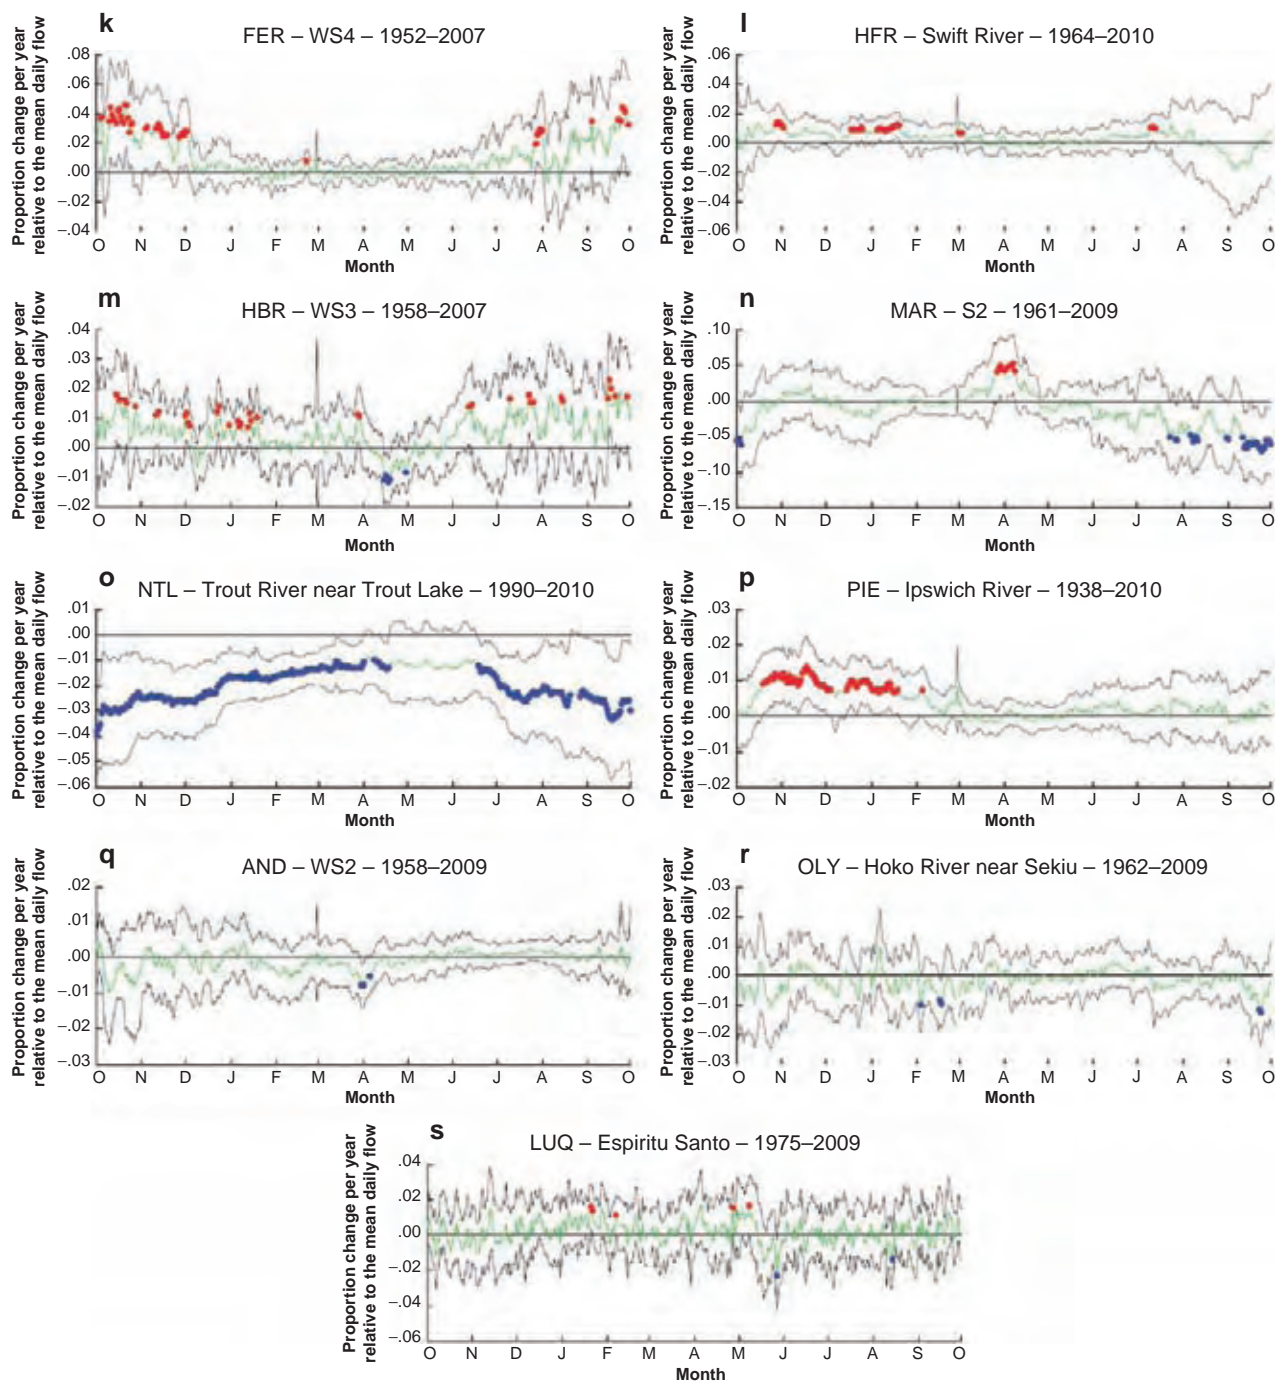 k
FER – WS4 – 1952–2007
Proportion change per year
relative to the mean daily flow
.08
.06
.04
.02
.00
–.02
–.04
O N D J F M A M J J A S O
Month
l
HFR – Swift River – 1964–2010
Proportion change per year
relative to the mean daily flow
.06
.04
.02
.00
–.02
–.04
–.06
O N D J F M A M J J A S O
Month
m
HBR – WS3 – 1958–2007
Proportion change per year
relative to the mean daily flow
.04
.03
.02
.01
.00
–.01
–.02
O N D J F M A M J J A S O
Month
n
MAR – S2 – 1961–2009
Proportion change per year
relative to the mean daily flow
.10
.05
.00
–.05
–.10
–.15
O N D J F M A M J J A S O
Month
o
NTL – Trout River near Trout Lake – 1990–2010
Proportion change per year
relative to the mean daily flow
.01
.00
–.01
–.02
–.03
–.04
–.05
–.06
O N D J F M A M J J A S O
Month
p
PIE – Ipswich River – 1938–2010
Proportion change per year
relative to the mean daily flow
.03
.02
.01
.00
–.01
–.02
O N D J F M A M J J A S O
Month
q
AND – WS2 – 1958–2009
Proportion change per year
relative to the mean daily flow
.02
.01
.00
–.01
–.02
–.03
O N D J F M A M J J A S O
Month
r
OLY – Hoko River near Sekiu – 1962–2009
Proportion change per year
relative to the mean daily flow
.03
.02
.01
.00
–.01
–.02
–.03
O N D J F M A M J J A S O
Month
s
LUQ – Espiritu Santo – 1975–2009
Proportion change per year
relative to the mean daily flow
.04
.02
.00
–.02
–.04
–.06
O N D J F M A M J J A S O
Month